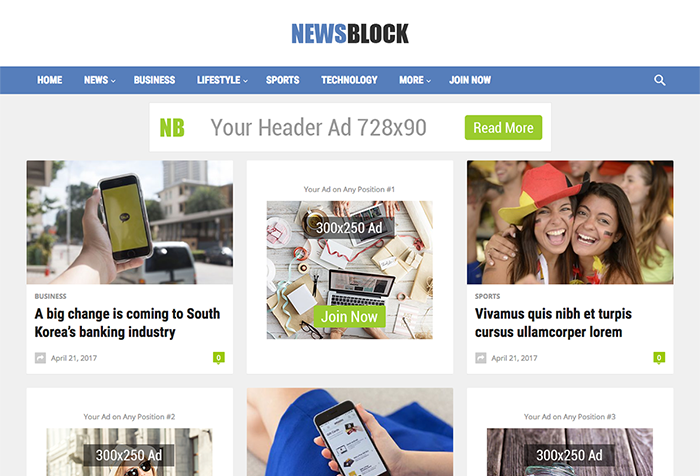 NEWSBLOCK
HOME NEWS BUSINESS LIFESTYLE SPORTS TECHNOLOGY MORE JOIN NOW
NB Your Header Ad 728x90 Read More
Your Ad on Any Position #1
300x250 Ad
Join Now
BUSINESS
A big change is coming to South
Korea’s banking industry
April 21, 2017 0
SPORTS
Vivamus quis nibh et turpis
cursus ullamcorper lorem
April 21, 2017 0
Your Ad on Any Position #2
300x250 Ad
Your Ad on Any Position #3
300x250 Ad